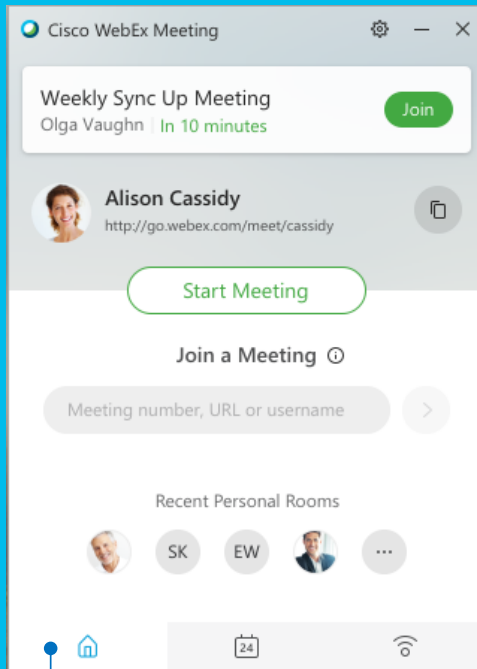 Cisco WebEx Meeting
Weekly Sync Up Meeting
Join
Olga Vaughn In 10 minutes
Alison Cassidy
http://go.webex.com/meet/cassidy
Start Meeting
Join a Meeting
Meeting number, URL or username
Recent Personal Rooms
SK EW
24